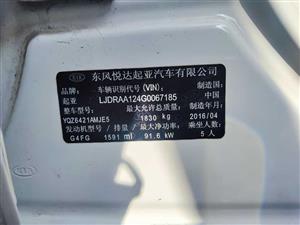 KIA 东风悦达起亚汽车有限公司
品牌: 车辆识别代号(VIN): 制造国:
起亚 LJDRAA124G0067185 中国
整车型号: 最大允许总质量: 制造年月:
YQZ6421AMJE5 1830 kg 2016/04
发动机型号/排量/最大净功率: 乘坐人数:
G4FG 1591 ml 91.6 kW 5人